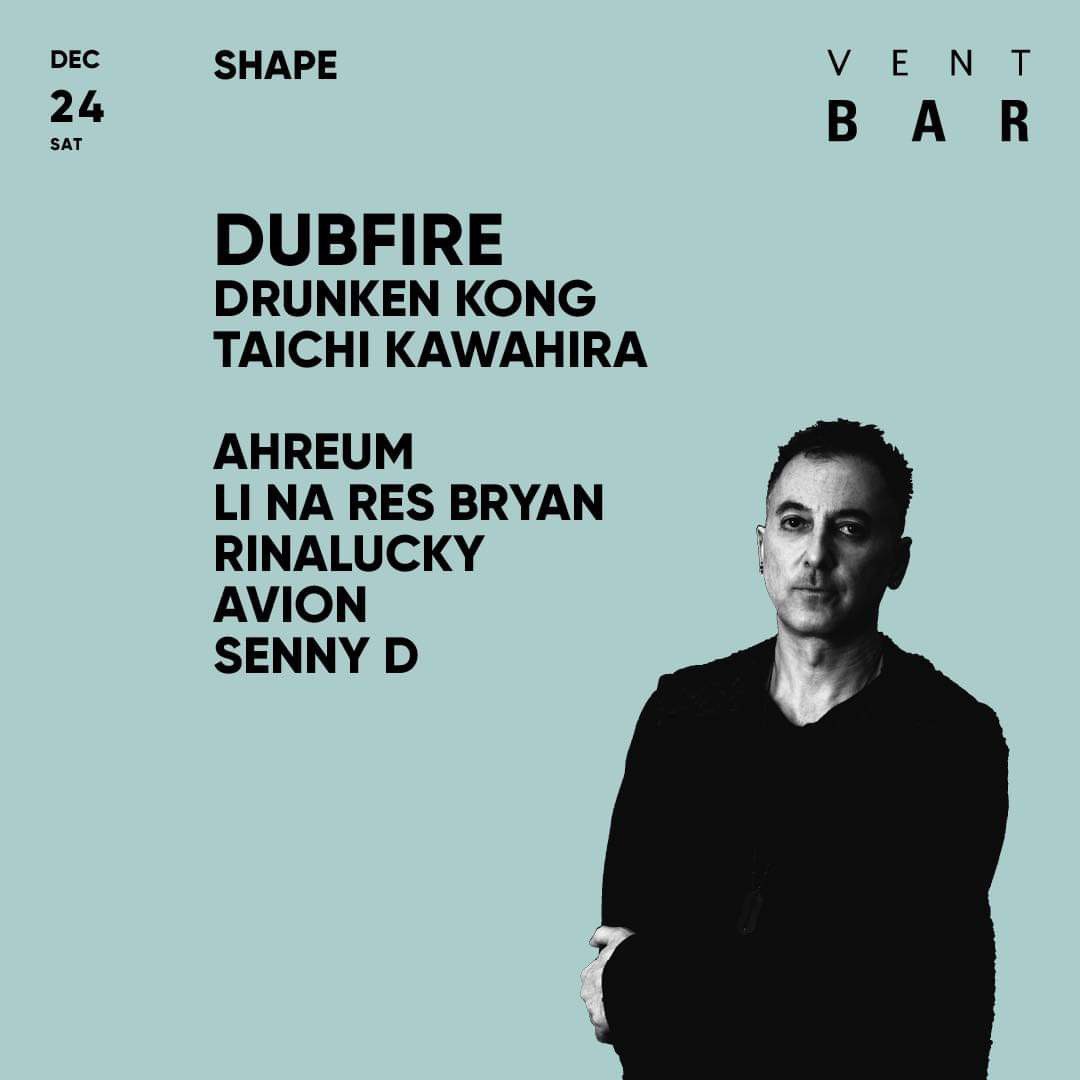 DEC
24
SAT
SHAPE
VENT
BAR
DUBFIRE
DRUNKEN KONG
TAICHI KAWAHIRA
AHREUM
LI NA RES BRYAN
RINALUCKY
AVION
SENNY D